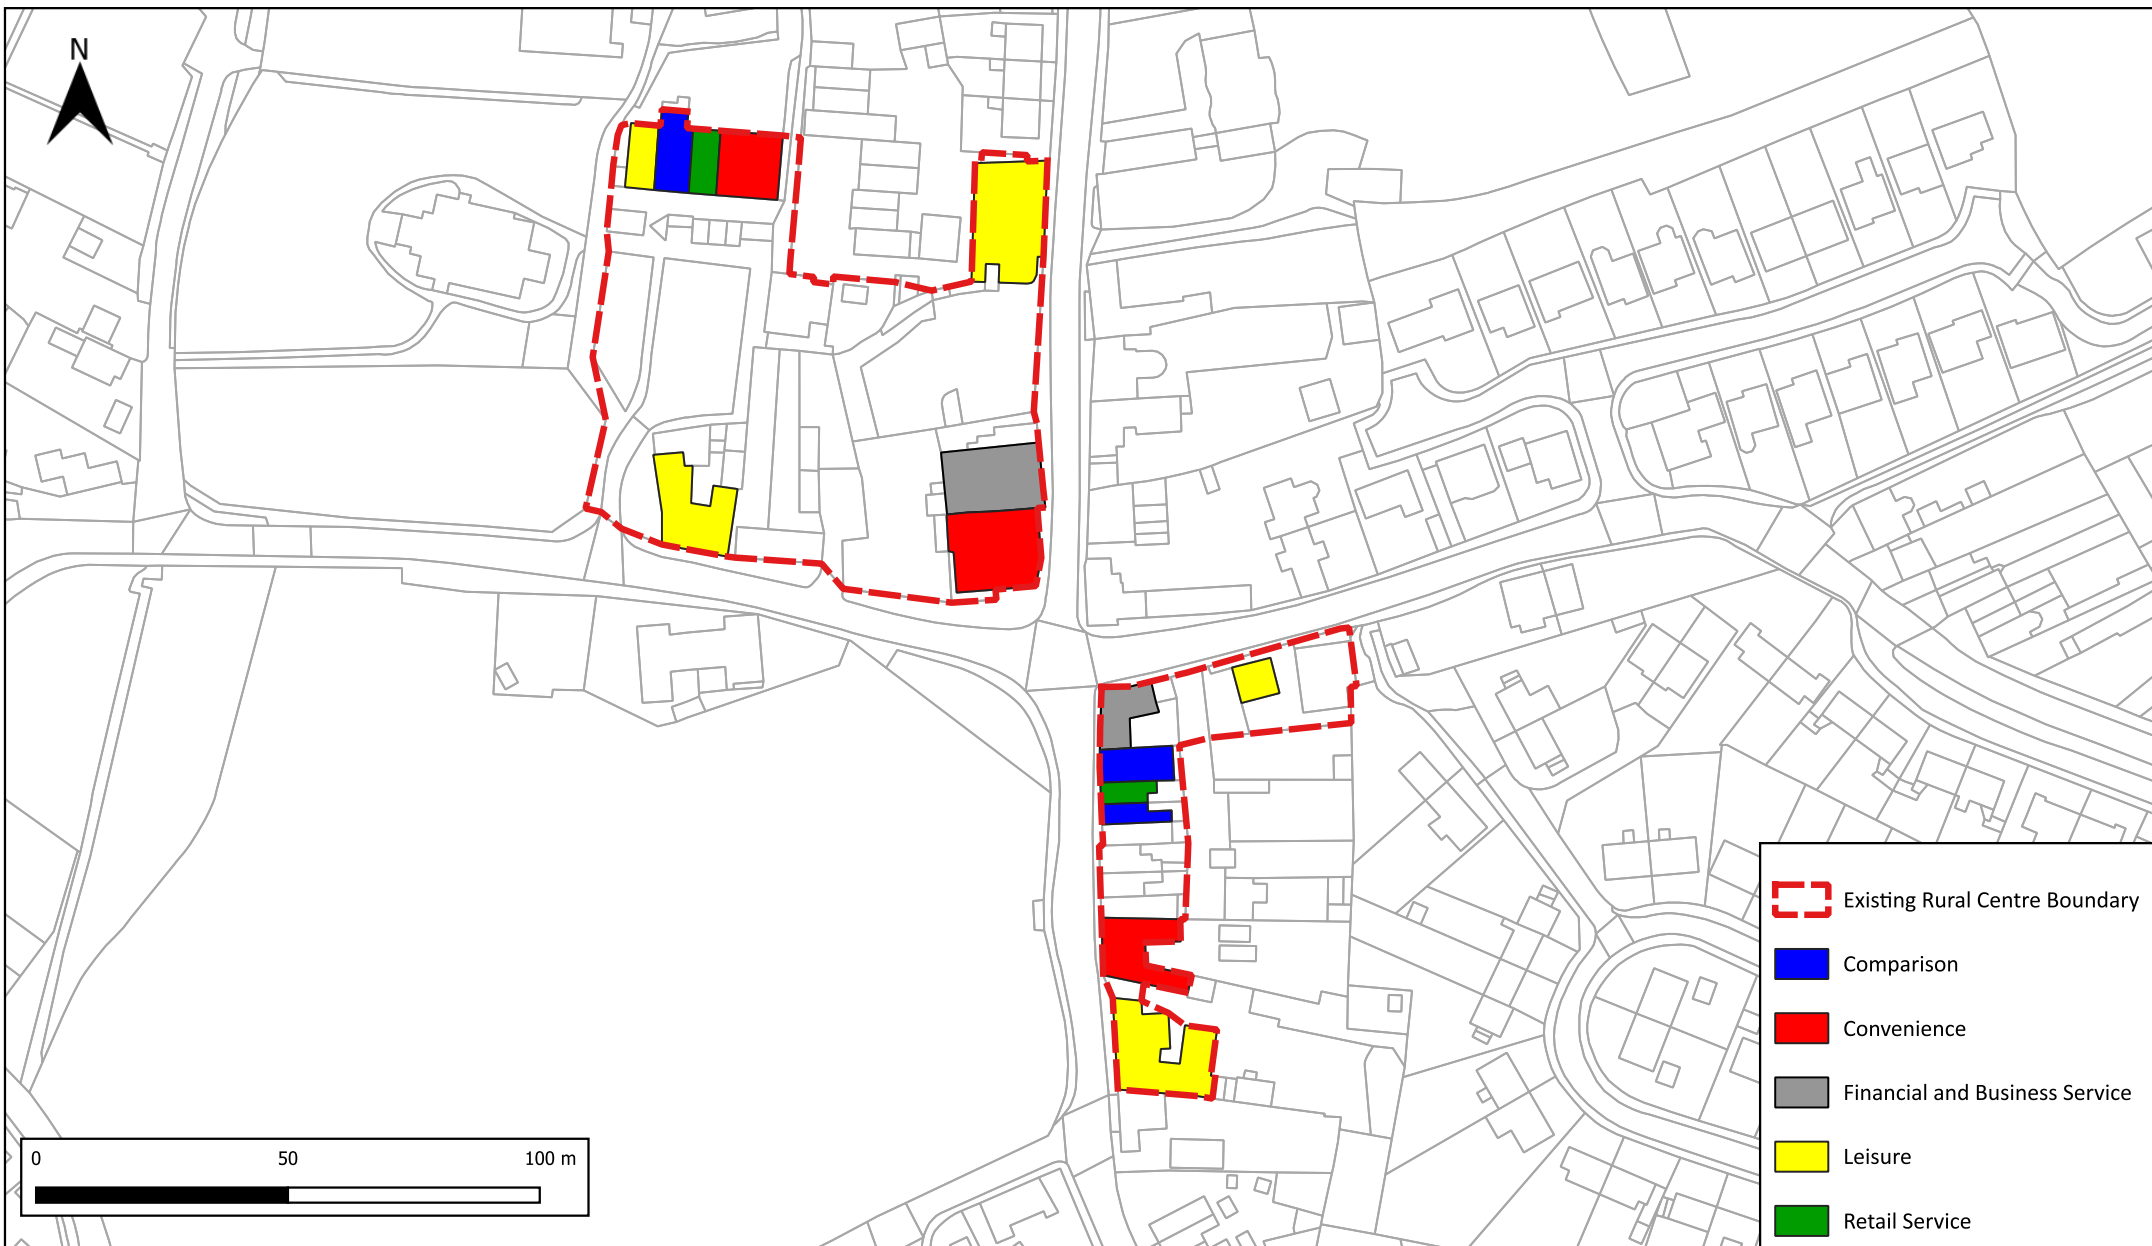 N
Existing Rural Centre Boundary
Comparison
Convenience
Financial and Business Service
Leisure
Retail Service
0 50 100 m